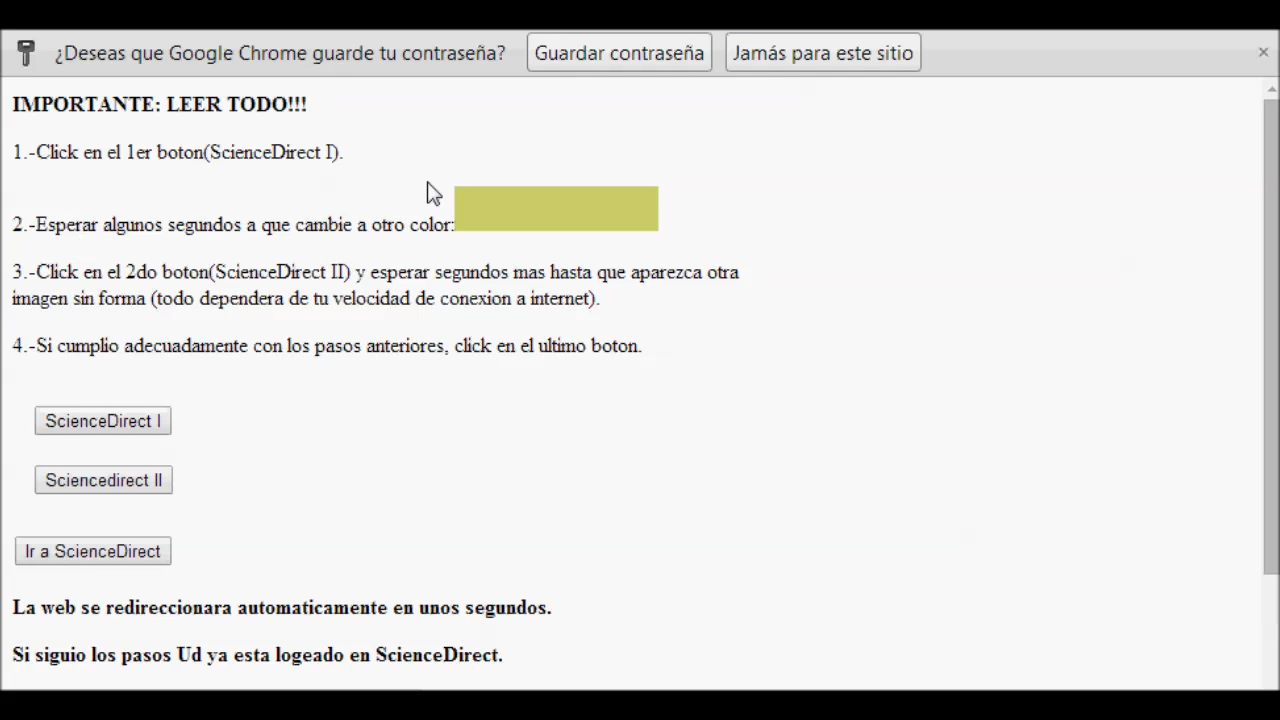 ¿Deseas que Google Chrome guarde tu contraseña? Guardar contraseña Jamás para este sitio
IMPORTANTE: LEER TODO!!!
1.-Click en el 1er boton(ScienceDirect I).
2.-Esperar algunos segundos a que cambie a otro color:
3.-Click en el 2do boton(ScienceDirect II) y esperar segundos mas hasta que aparezca otra
imagen sin forma (todo dependera de tu velocidad de conexion a internet).
4.-Si cumplio adecuadamente con los pasos anteriores, click en el ultimo boton.
ScienceDirect I
Sciencedirect II
Ir a ScienceDirect
La web se redireccionara automaticamente en unos segundos.
Si siguio los pasos Ud ya esta logeado en ScienceDirect.